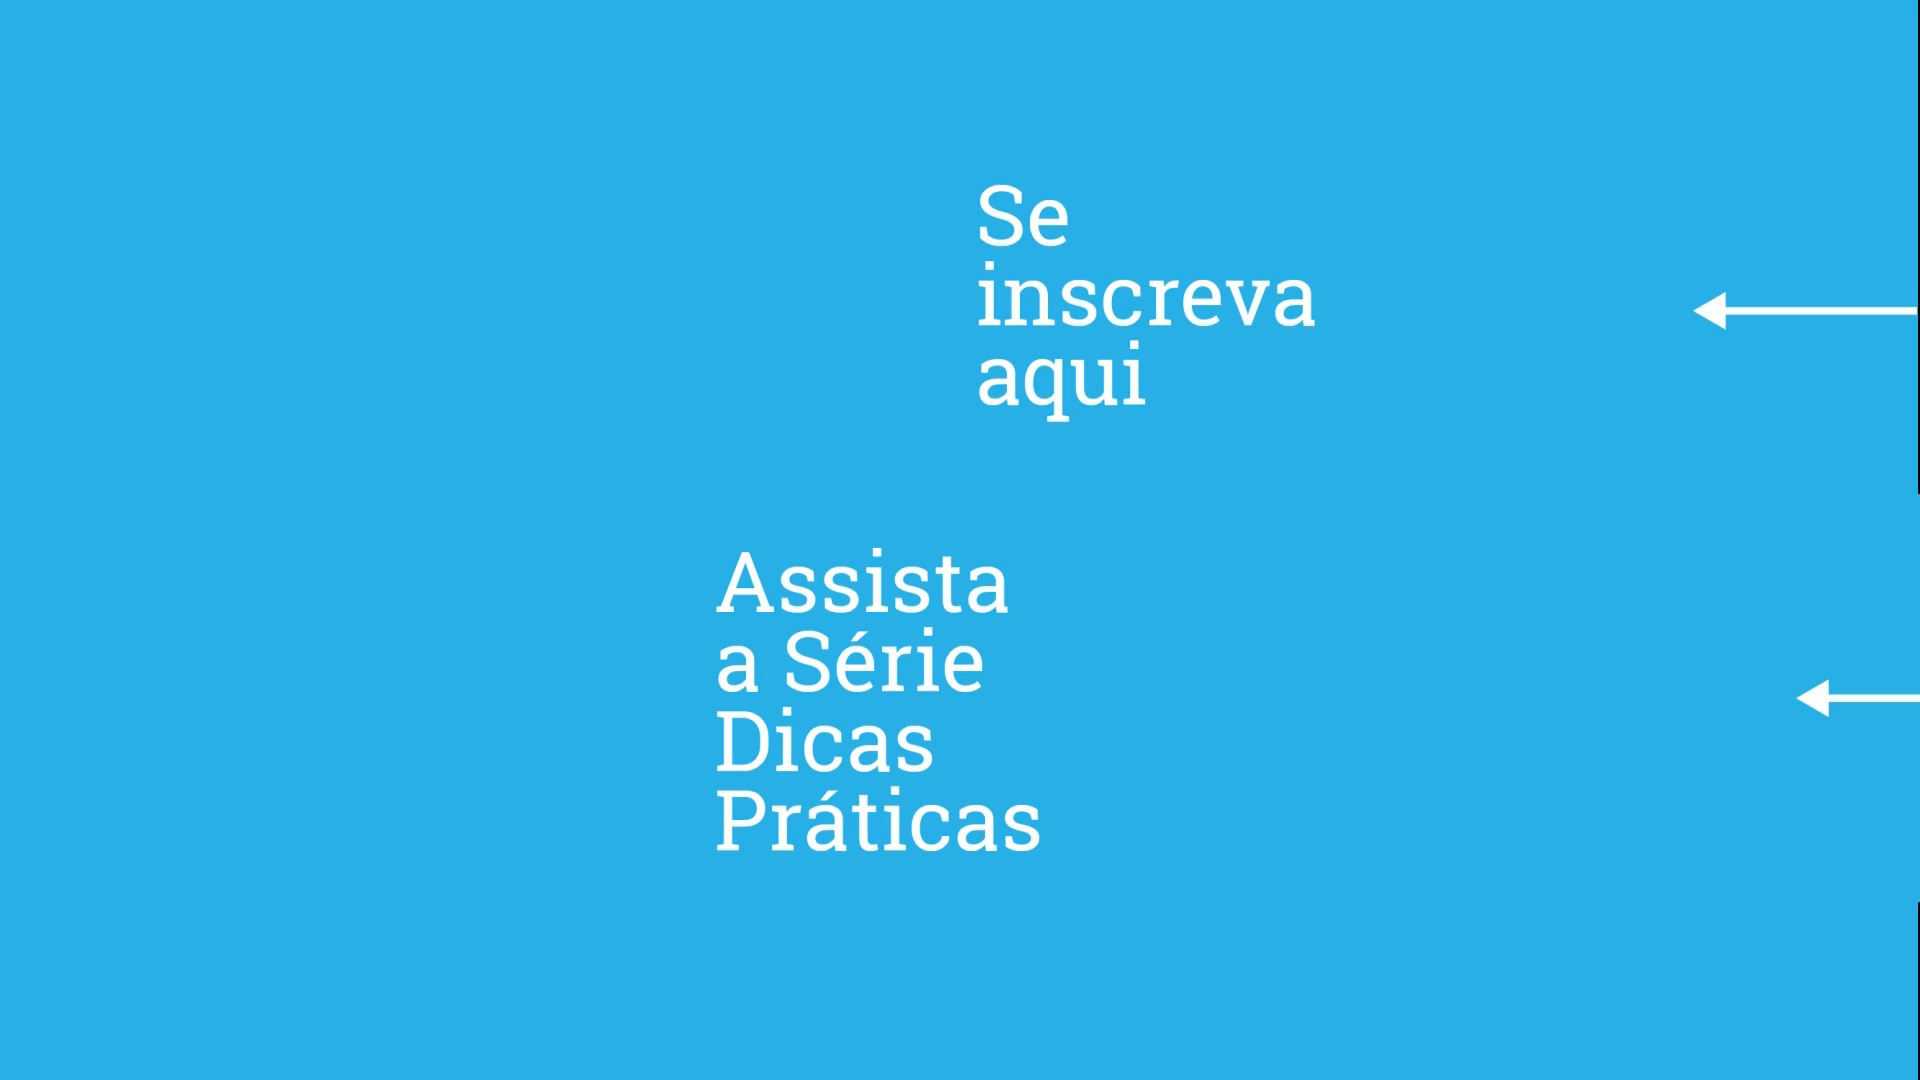 Se
inscreva
aqui
Assista
a Série
Dicas
Práticas